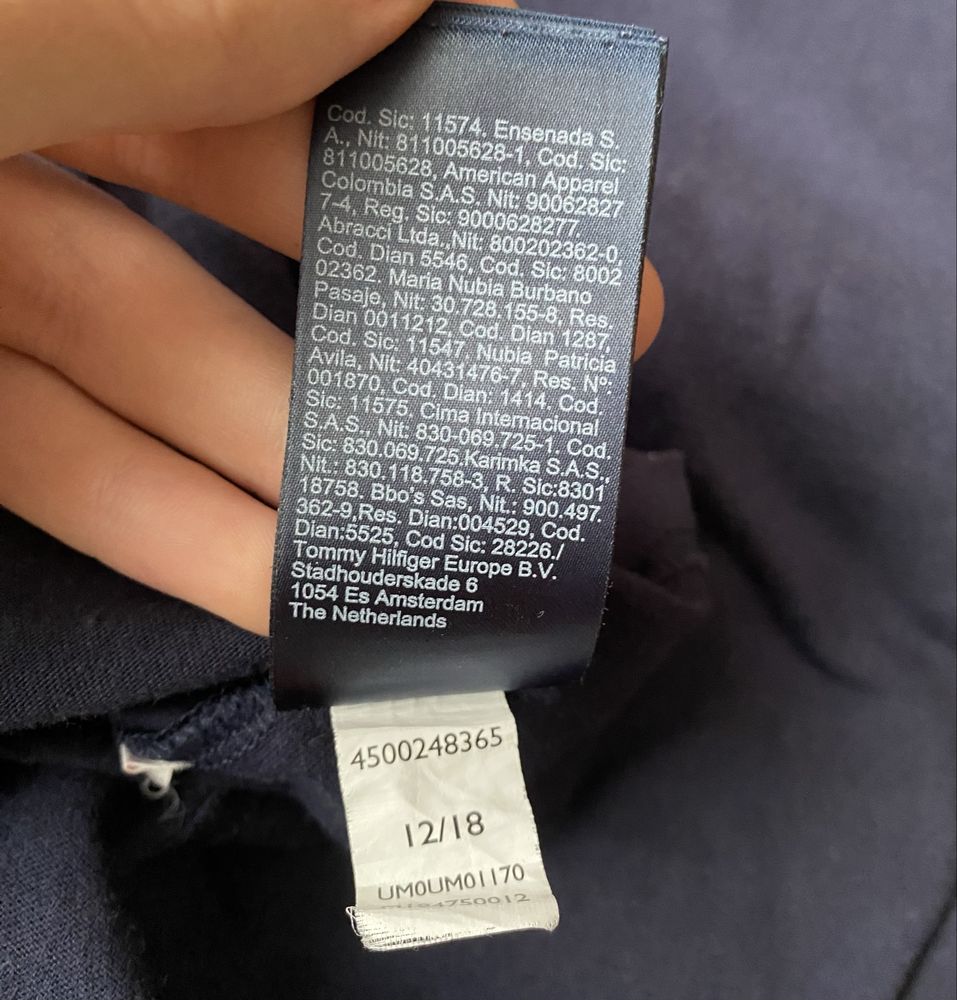 Cod. Sic: 11574. Ensenada S.
A., Nit: 811005628-1, Cod. Sic:
811005628, American Apparel
Colombia S.A.S. Nit: 90062827
7-4, Reg. Sic: 9000628277.
Abracci Ltda.,Nit: 800202362-0
Cod. Dian 5546, Cod. Sic: 8002
02362. Maria Nubia Burbano
Pasaje, Nit: 30.728.155-8, Res.
Dian 0011212, Cod. Dian 1287,
Cod. Sic: 11547. Nubia Patricia
Avila, Nit: 40431476-7, Res. Nº:
001870, Cod. Dian: 1414, Cod.
Sic: 11575. Cima Internacional
S.A.S., Nit. 830-069.725-1, Cod.
Sic: 830.069.725.Karimka S.A.S.,
Nit.: 830.118.758-3, R. Sic:8301
18758. Bbo's Sas, Nit.: 900.497.
362-9,Res. Dian:004529, Cod.
Dian:5525, Cod Sic: 28226./
Tommy Hilfiger Europe B.V.
Stadhouderskade 6
1054 Es Amsterdam
The Netherlands
4500248365
12/18
UM0UM01170